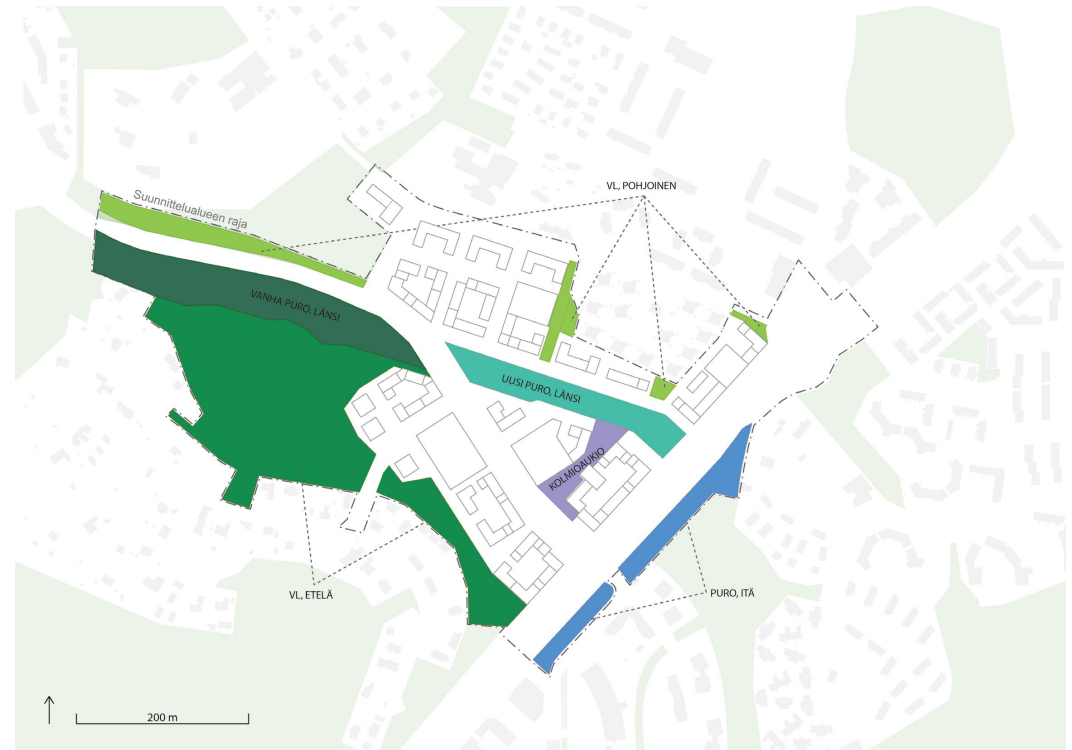 VL, POHJOINEN
Suunnittelualueen raja
VANHA PURO, LÄNSI
UUSI PURO, LÄNSI
KOLMIOAUKIO
VL, ETELÄ
PURO, ITÄ
200 m